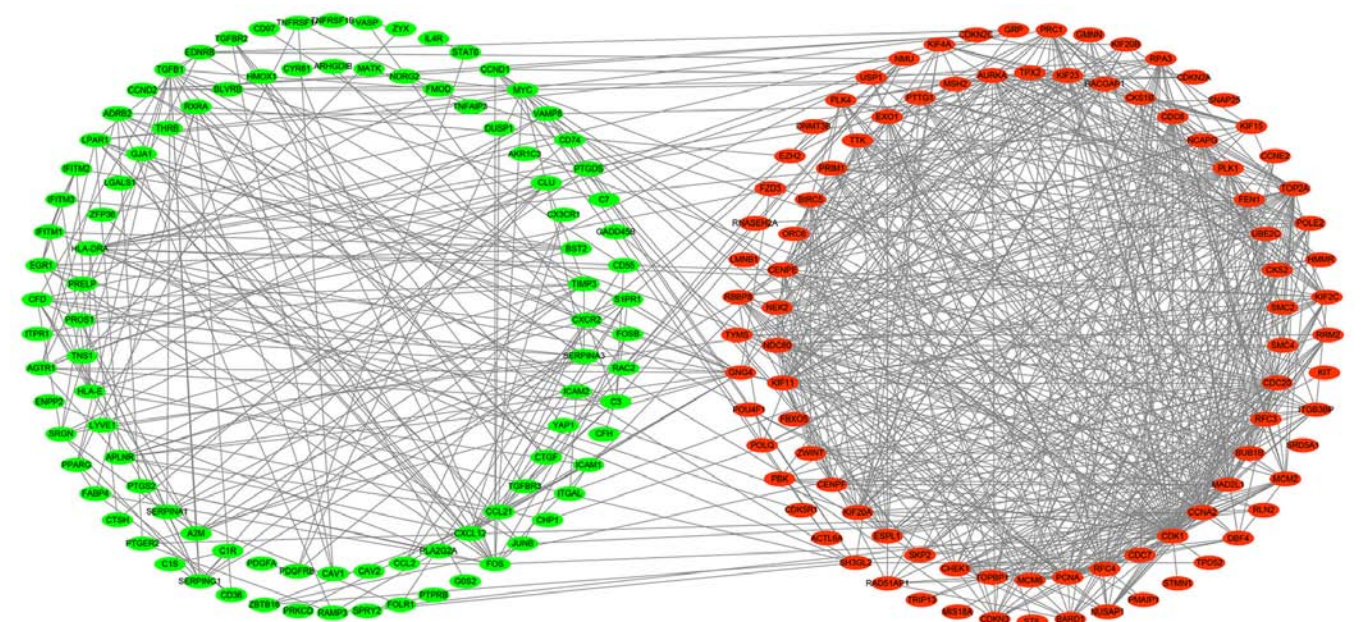 TNFRSF1B
VASP
ZYX
IL4R
STAT6
CCND1
MYC
VAMP8
CD74
PTGDS
C7
GADD45B
CD55
S1PR1
FOSB
RAC2
C3
CFH
ICAM1
ITGAL
CHP1
JUNB
FOS
G0S2
PTPRB
FOLR1
SPRY2
RAMP3
PRKCD
ZBTB16
CD36
SERPING1
C1S
PTGER2
CTSH
FABP4
PPARG
SRGN
ENPP2
AGTR1
ITPR1
CFD
EGR1
IFITM1
IFITM3
IFITM2
LPAR1
ADRB2
CCND2
TGFB1
EDNRB
TGFBR2
CD97
ARHGDIB
MATK
NDRG2
FMOD
TNFAIP3
DUSP1
AKR1C3
CLU
CX3CR1
BST2
TIMP3
CXCR2
SERPINA3
ICAM2
YAP1
CTGF
TGFBR3
CCL21
CXCL12
PLA2G2A
CCL2
CAV2
CAV1
PDGFRB
PDGFA
C1R
A2M
SERPINA1
PTGS2
APLNR
LYVE1
HLA-E
TNS1
PROS1
PRELP
HLA-DRA
ZFP36
LGALS1
GJA1
THRB
RXRA
BLVRB
HMOX1
CYR61
GRP
PRC1
GMNN
KIF20B
RPA3
CDKN2A
SNAP25
KIF15
CCNE2
TOP2A
POLE2
HMMR
KIF2C
RRM2
KIT
ITGB3BP
SRD5A1
MCM2
RLN2
DBF4
TPD52
STMN1
PMAIP1
NUSAP1
BARD1
CDKN3
MIS18A
TRIP13
RAD51AP1
SH3GL2
ACTL6A
CDK5R1
PBK
POLQ
POU4F1
GNG4
TYMS
RBBP8
LMNB1
RNASEH2A
FZD3
EZH2
DNMT3B
PLK4
USP1
NMU
KIF4A
TPX2
KIF23
RACGAP1
CKS1B
CDC6
NCAPG
PLK1
FEN1
UBE2C
CKS2
SMC2
SMC4
CDC20
RFC3
BUB1B
MAD2L1
CCNA2
CDK1
CDC7
RFC4
PCNA
MCM6
TOPBP1
CHEK1
SKP2
ESPL1
KIF20A
CENPF
ZWINT
FBXO5
KIF11
NDC80
NEK2
ORC6
BIRC5
PRIM1
TTK
EXO1
PTTG1
MSH2
AURKA